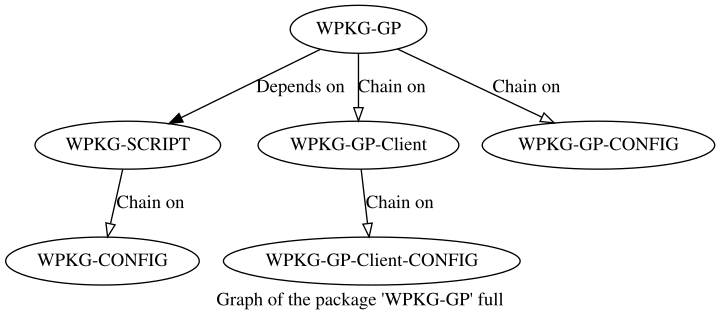 WPKG-GP
Depends on
Chain on
Chain on
WPKG-SCRIPT
WPKG-GP-Client
WPKG-GP-CONFIG
Chain on
Chain on
WPKG-CONFIG
WPKG-GP-Client-CONFIG
Graph of the package 'WPKG-GP' full